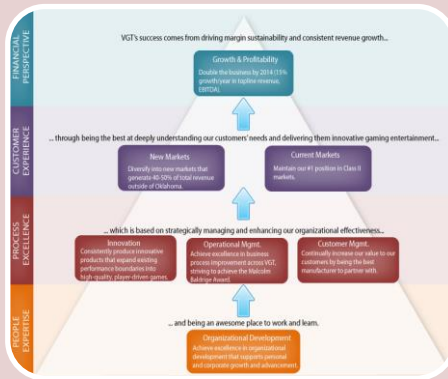 FINANCIAL
PERSPECTIVE
VGT's success comes from driving margin sustainability and consistent revenue growth...
Growth & Profitability
Double the business by 2014 (15%
growth/year in topline revenue,
EBITDA).
CUSTOMER
EXPERIENCE
... through being the best at deeply understanding our customers' needs and delivering them innovative gaming entertainment...
New Markets
Diversify into new markets that
generate 40-50% of total revenue
outside of Oklahoma.
Current Markets
Maintain our #1 position in Class II
markets.
PROCESS
EXCELLENCE
... which is based on strategically managing and enhancing our organizational effectiveness...
Innovation
Consistently produce innovative
products that expand existing
performance boundaries into
high-quality, player-driven games.
Operational Mgmt.
Achieve excellence in business
process improvement across VGT,
striving to achieve the Malcolm
Baldrige Award.
Customer Mgmt.
Continually increase our value to our
customers by being the best
manufacturer to partner with.
PEOPLE
EXPERTISE
... and being an awesome place to work and learn.
Organizational Development
Achieve excellence in organizational
development that supports personal
and corporate growth and advancement.